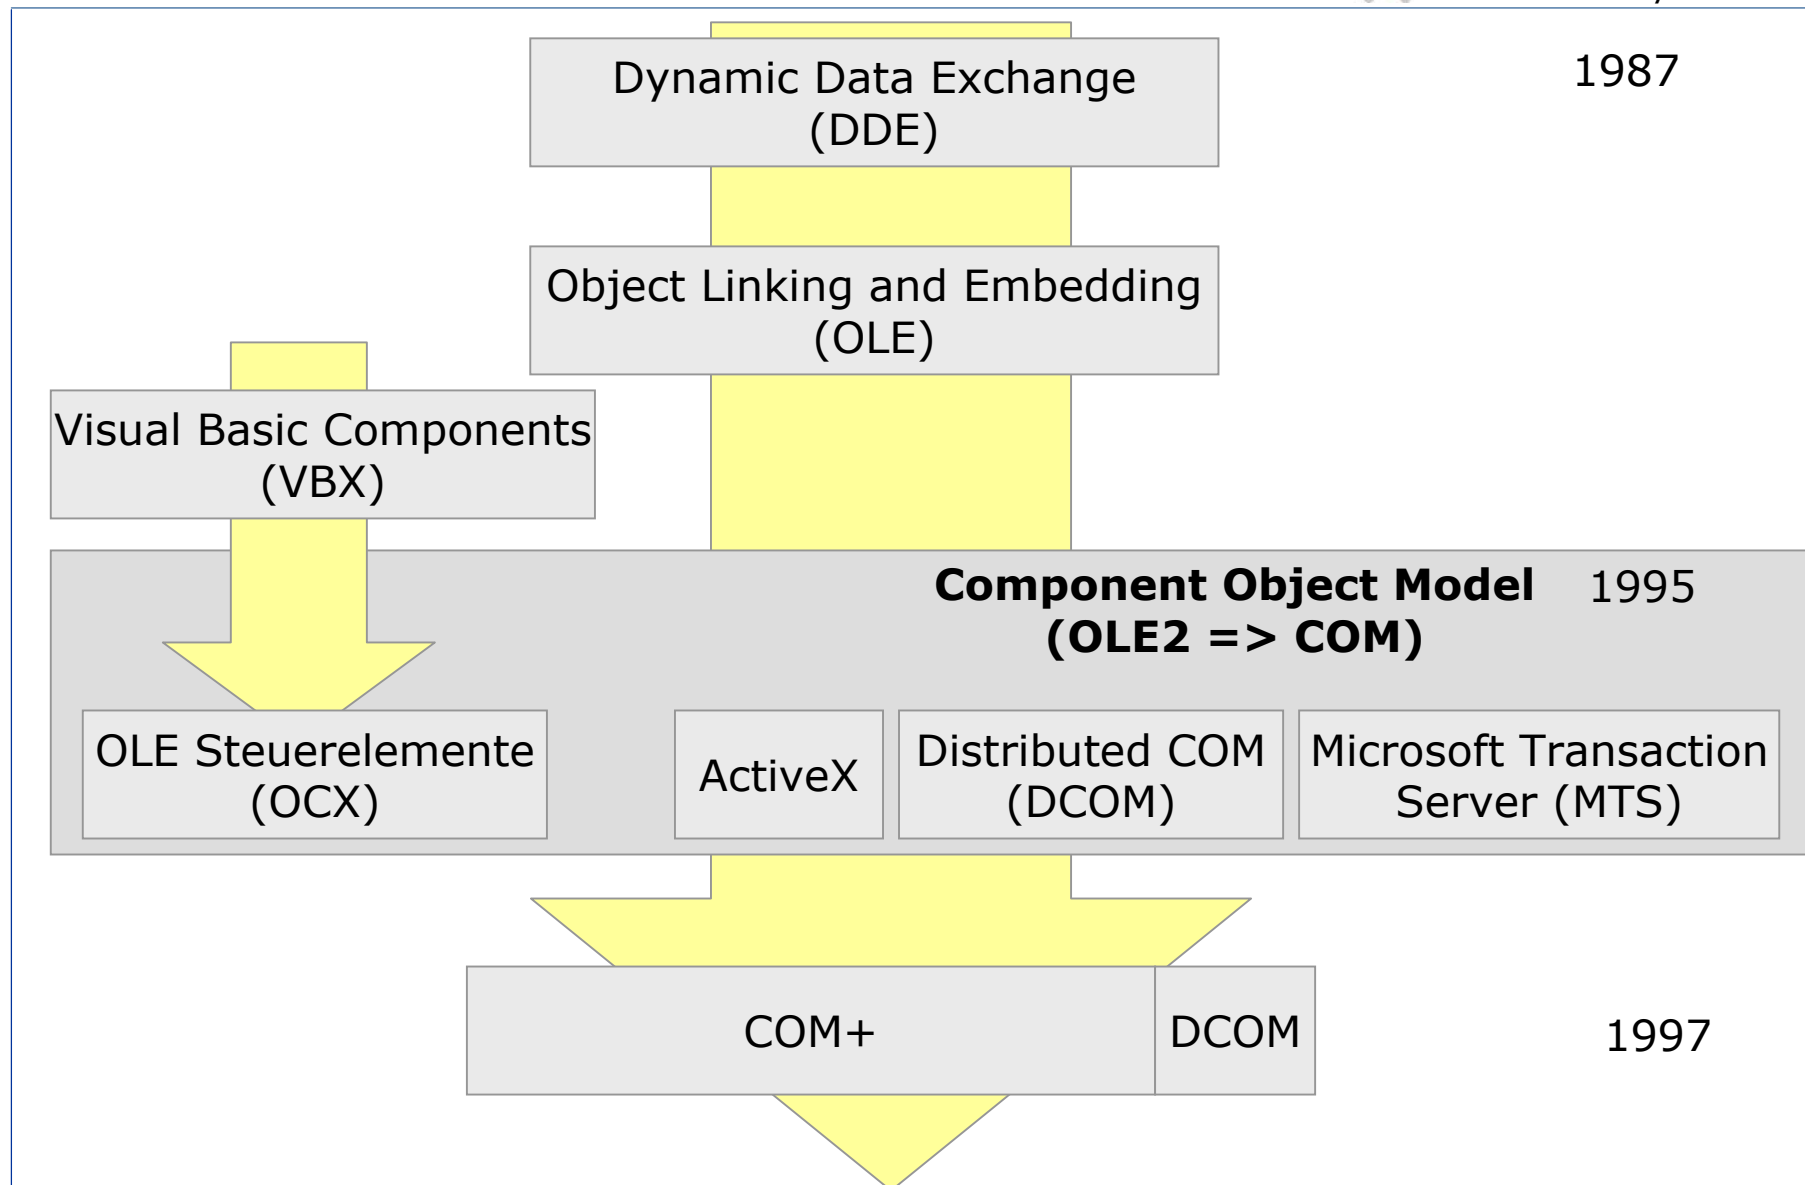 Dynamic Data Exchange
(DDE)
1987
Object Linking and Embedding
(OLE)
Visual Basic Components
(VBX)
Component Object Model
(OLE2 => COM)
1995
OLE Steuerelemente
(OCX)
ActiveX
Distributed COM
(DCOM)
Microsoft Transaction
Server (MTS)
COM+
DCOM
1997